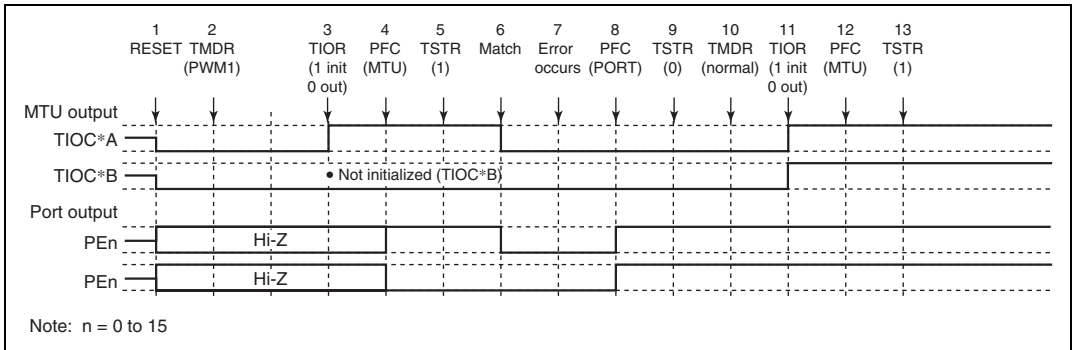 1 2 3 4 5 6 7 8 9 10 11 12 13
RESET TMDR TIOR PFC TSTR Match Error PFC TSTR TMDR TIOR PFC TSTR
(PWM1) (1 init (MTU) (1) occurs (PORT) (0) (normal) (1 init (MTU) (1)
0 out) 0 out)
MTU output
TIOC*A
TIOC*B • Not initialized (TIOC*B)
Port output
PEn Hi-Z
PEn Hi-Z
Note: n = 0 to 15